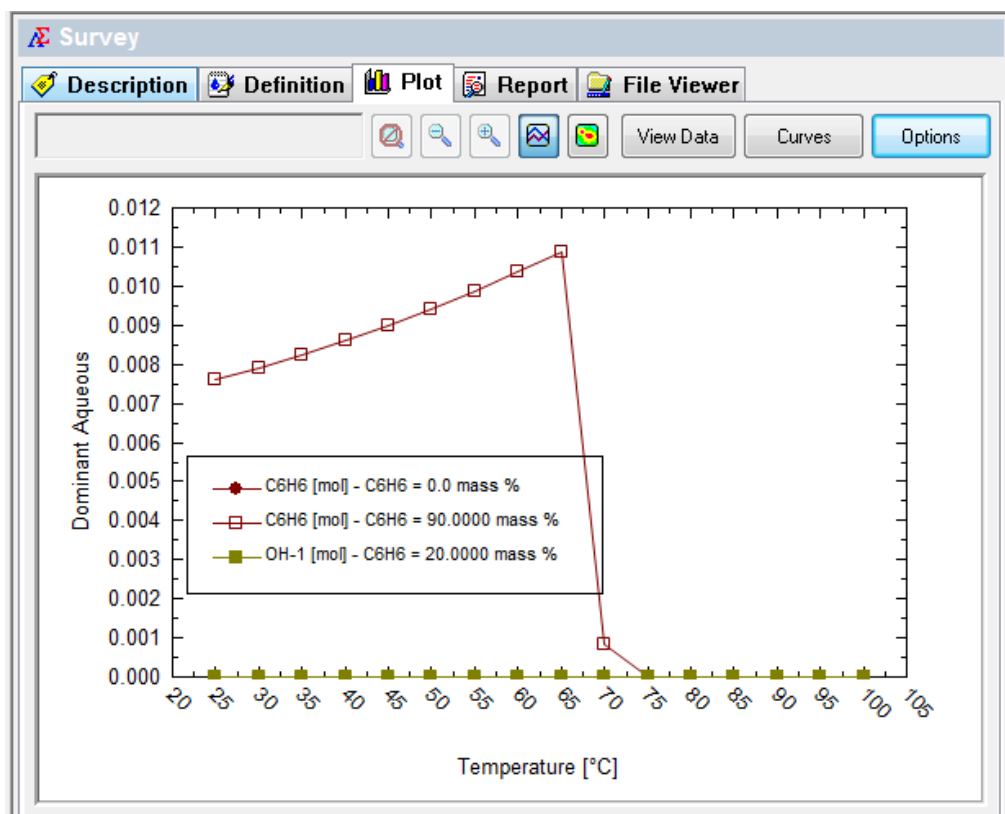 Survey
Description Definition Plot Report File Viewer
View Data Curves Options
0.012
0.011
0.010
0.009
0.008
0.007
0.006
0.005
0.004
0.003
0.002
0.001
0.000
Dominant Aqueous
C6H6 [mol] - C6H6 = 0.0 mass %
C6H6 [mol] - C6H6 = 90.0000 mass %
OH-1 [mol] - C6H6 = 20.0000 mass %
20 25 30 35 40 45 50 55 60 65 70 75 80 85 90 95 100 105
Temperature [°C]